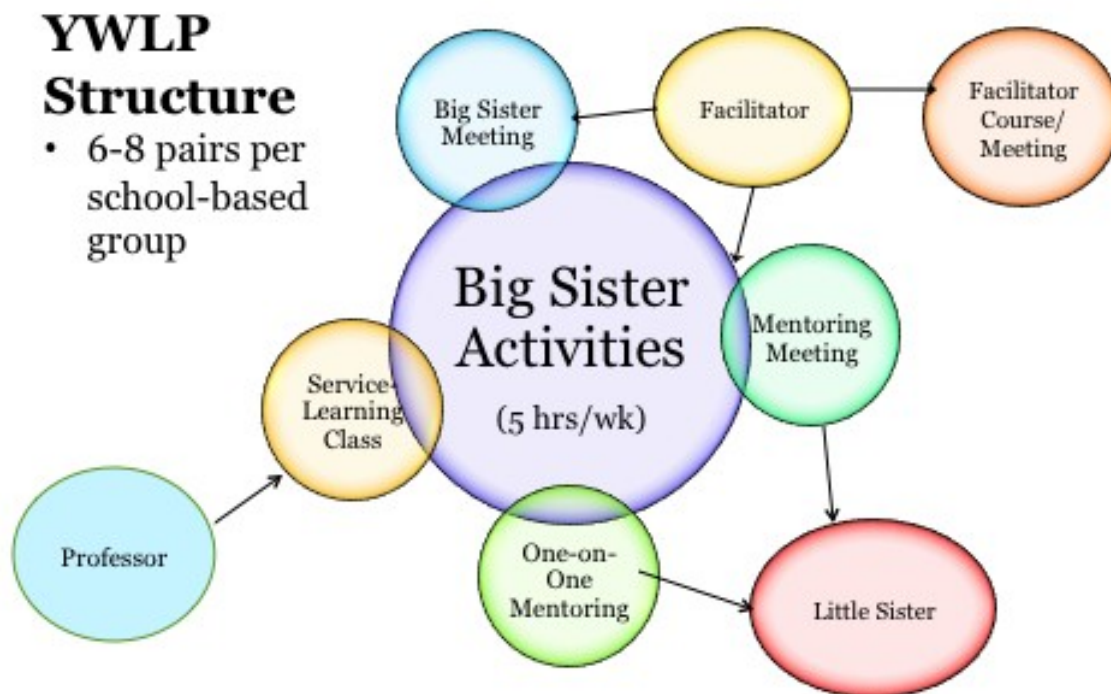 YWLP
Structure
• 6-8 pairs per
school-based
group
Big Sister
Meeting
Facilitator
Facilitator
Course/
Meeting
Big Sister
Activities
(5 hrs/wk)
Mentoring
Meeting
Service-
Learning
Class
Professor
One-on-
One
Mentoring
Little Sister